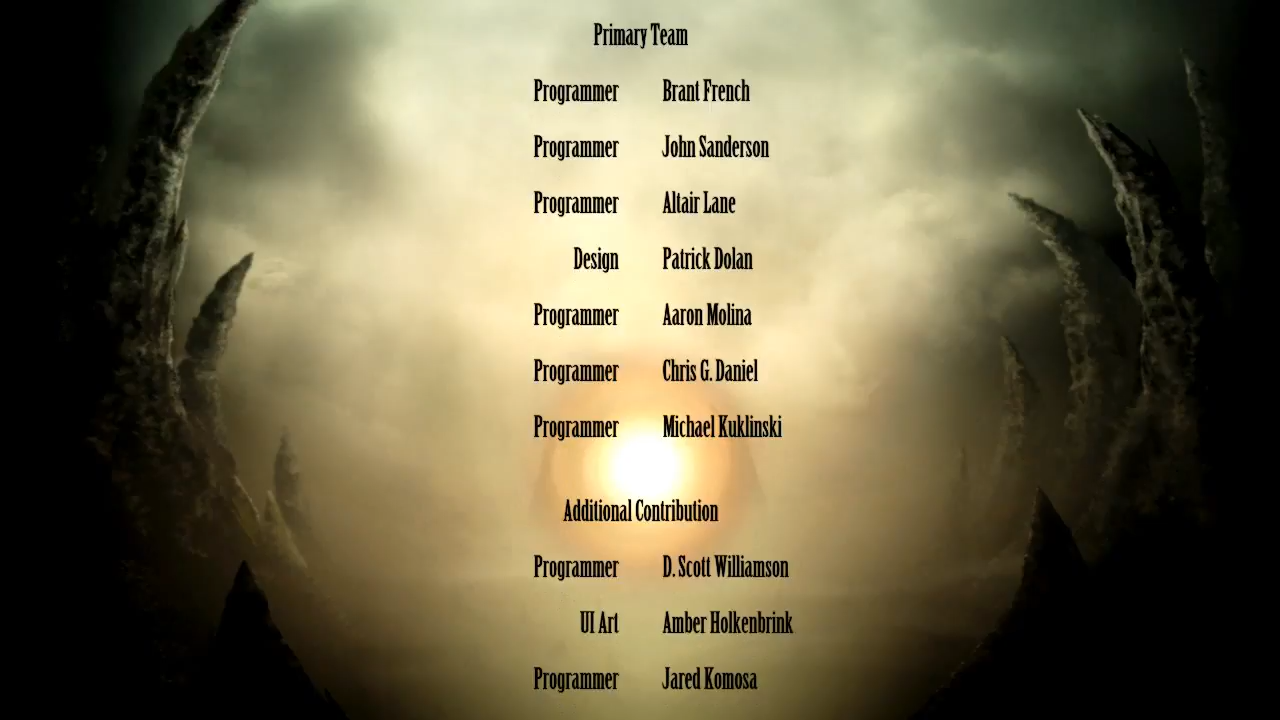 Primary Team
Programmer Brant French
Programmer John Sanderson
Programmer Altair Lane
Design Patrick Dolan
Programmer Aaron Molina
Programmer Chris G. Daniel
Programmer Michael Kuklinski
Additional Contribution
Programmer D. Scott Williamson
UI Art Amber Holkenbrink
Programmer Jared Komosa